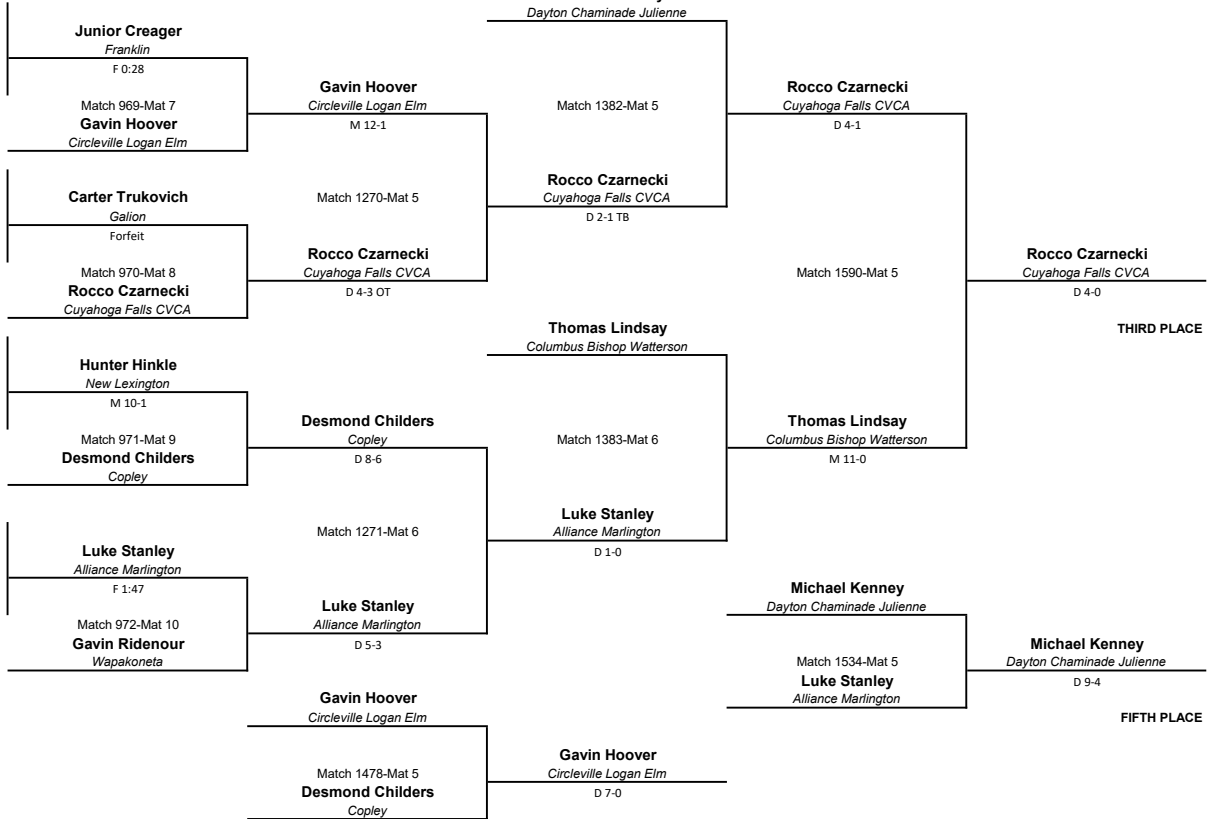 Dayton Chaminade Julienne
Junior Creager
Franklin
F 0:28
Match 969-Mat 7
Gavin Hoover
Circleville Logan Elm
Gavin Hoover
Circleville Logan Elm
M 12-1
Match 1382-Mat 5
Rocco Czarnecki
Cuyahoga Falls CVCA
D 4-1
Carter Trukovich
Galion
Forfeit
Match 970-Mat 8
Rocco Czarnecki
Cuyahoga Falls CVCA
Match 1270-Mat 5
Rocco Czarnecki
Cuyahoga Falls CVCA
D 2-1 TB
Rocco Czarnecki
Cuyahoga Falls CVCA
D 4-3 OT
Match 1590-Mat 5
Rocco Czarnecki
Cuyahoga Falls CVCA
D 4-0
THIRD PLACE
Hunter Hinkle
New Lexington
M 10-1
Match 971-Mat 9
Desmond Childers
Copley
Desmond Childers
Copley
D 8-6
Thomas Lindsay
Columbus Bishop Watterson
Match 1383-Mat 6
Thomas Lindsay
Columbus Bishop Watterson
M 11-0
Luke Stanley
Alliance Marlington
F 1:47
Match 972-Mat 10
Gavin Ridenour
Wapakoneta
Match 1271-Mat 6
Luke Stanley
Alliance Marlington
D 5-3
Luke Stanley
Alliance Marlington
D 1-0
Michael Kenney
Dayton Chaminade Julienne
Match 1534-Mat 5
Luke Stanley
Alliance Marlington
Michael Kenney
Dayton Chaminade Julienne
D 9-4
FIFTH PLACE
Gavin Hoover
Circleville Logan Elm
Match 1478-Mat 5
Desmond Childers
Copley
Gavin Hoover
Circleville Logan Elm
D 7-0